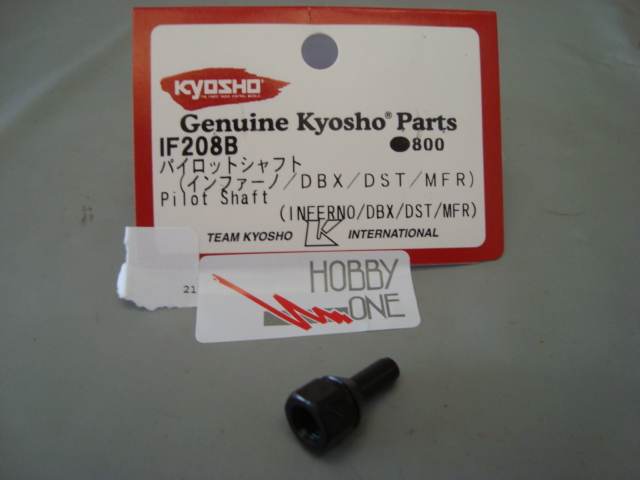 KYOSHO
Genuine Kyosho® Parts
IF208B ●800
パイロットシャフト
(インファーノ/DBX/DST/MFR)
Pilot Shaft
(INFERNO/DBX/DST/MFR)
TEAM KYOSHO K INTERNATIONAL
21
HOBBY
ONE